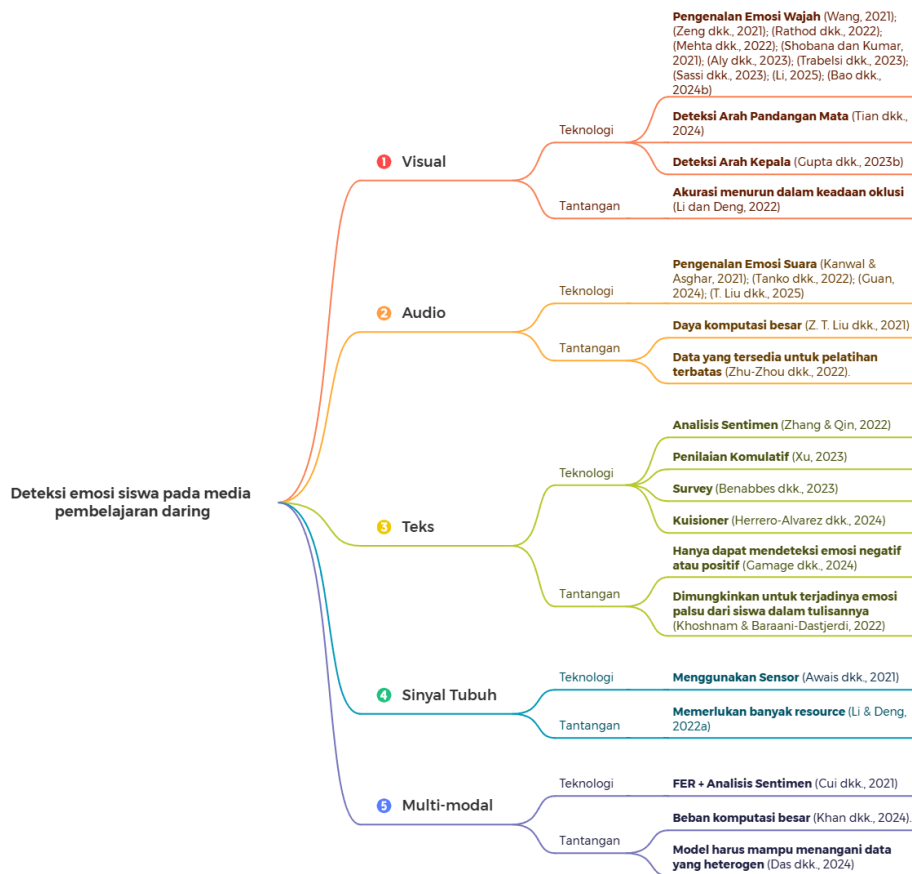 Pengenalan Emosi Wajah (Wang, 2021);
(Zeng dkk., 2021); (Rathod dkk., 2022);
(Mehta dkk., 2022); (Shobana dan Kumar,
2021); (Aly dkk., 2023); (Trabelsi dkk., 2023);
(Sassi dkk., 2023); (Li, 2025); (Bao dkk.,
2024b)
Teknologi
Deteksi Arah Pandangan Mata (Tian dkk.,
2024)
1 Visual
Deteksi Arah Kepala (Gupta dkk., 2023b)
Tantangan
Akurasi menurun dalam keadaan oklusi
(Li dan Deng, 2022)
Teknologi
Pengenalan Emosi Suara (Kanwal &
Asghar, 2021); (Tanko dkk., 2022); (Guan,
2024); (T. Liu dkk., 2025)
2 Audio
Tantangan
Daya komputasi besar (Z. T. Liu dkk., 2021)
Data yang tersedia untuk pelatihan
terbatas (Zhu-Zhou dkk., 2022).
Deteksi emosi siswa pada media
pembelajaran daring
3 Teks
Teknologi
Analisis Sentimen (Zhang & Qin, 2022)
Penilaian Komulatif (Xu, 2023)
Survey (Benabbes dkk., 2023)
Kuisioner (Herrero-Alvarez dkk., 2024)
Tantangan
Hanya dapat mendeteksi emosi negatif
atau positif (Gamage dkk., 2024)
Dimungkinkan untuk terjadinya emosi
palsu dari siswa dalam tulisannya
(Khoshnam & Baraani-Dastjerdi, 2022)
4 Sinyal Tubuh
Teknologi
Menggunakan Sensor (Awais dkk., 2021)
Tantangan
Memerlukan banyak resource (Li & Deng,
2022a)
5 Multi-modal
Teknologi
FER + Analisis Sentimen (Cui dkk., 2021)
Tantangan
Beban komputasi besar (Khan dkk., 2024).
Model harus mampu menangani data
yang heterogen (Das dkk., 2024)